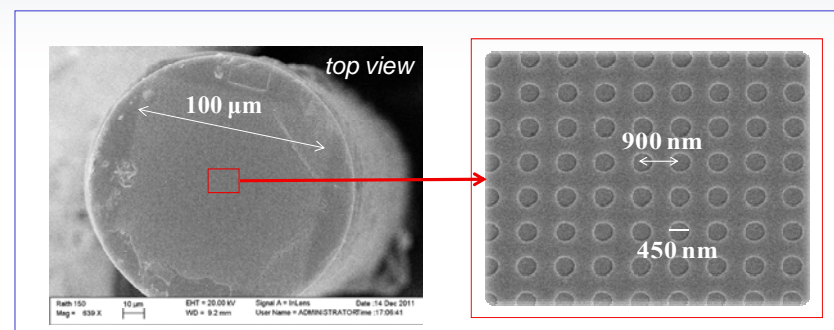 top view
100 µm
900 nm
450 nm
Raith 150
Mag = 639 X
10 µm
EHT = 20.00 kV
WD = 9.2 mm
Signal A = InLens
User Name = ADMINISTRATOR
Date :14 Dec 2011
Time :17:06:41